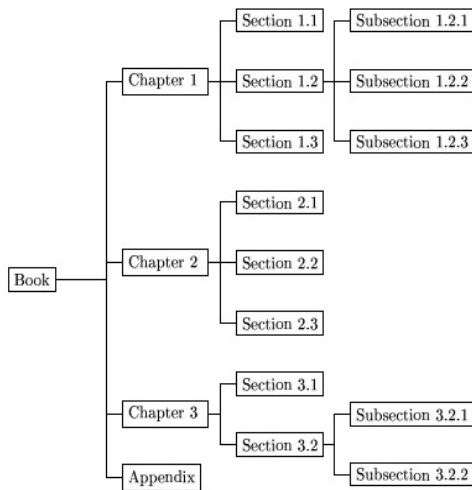 Book
Chapter 1
Section 1.1
Section 1.2
Subsection 1.2.1
Subsection 1.2.2
Subsection 1.2.3
Section 1.3
Chapter 2
Section 2.1
Section 2.2
Section 2.3
Chapter 3
Section 3.1
Section 3.2
Subsection 3.2.1
Subsection 3.2.2
Appendix